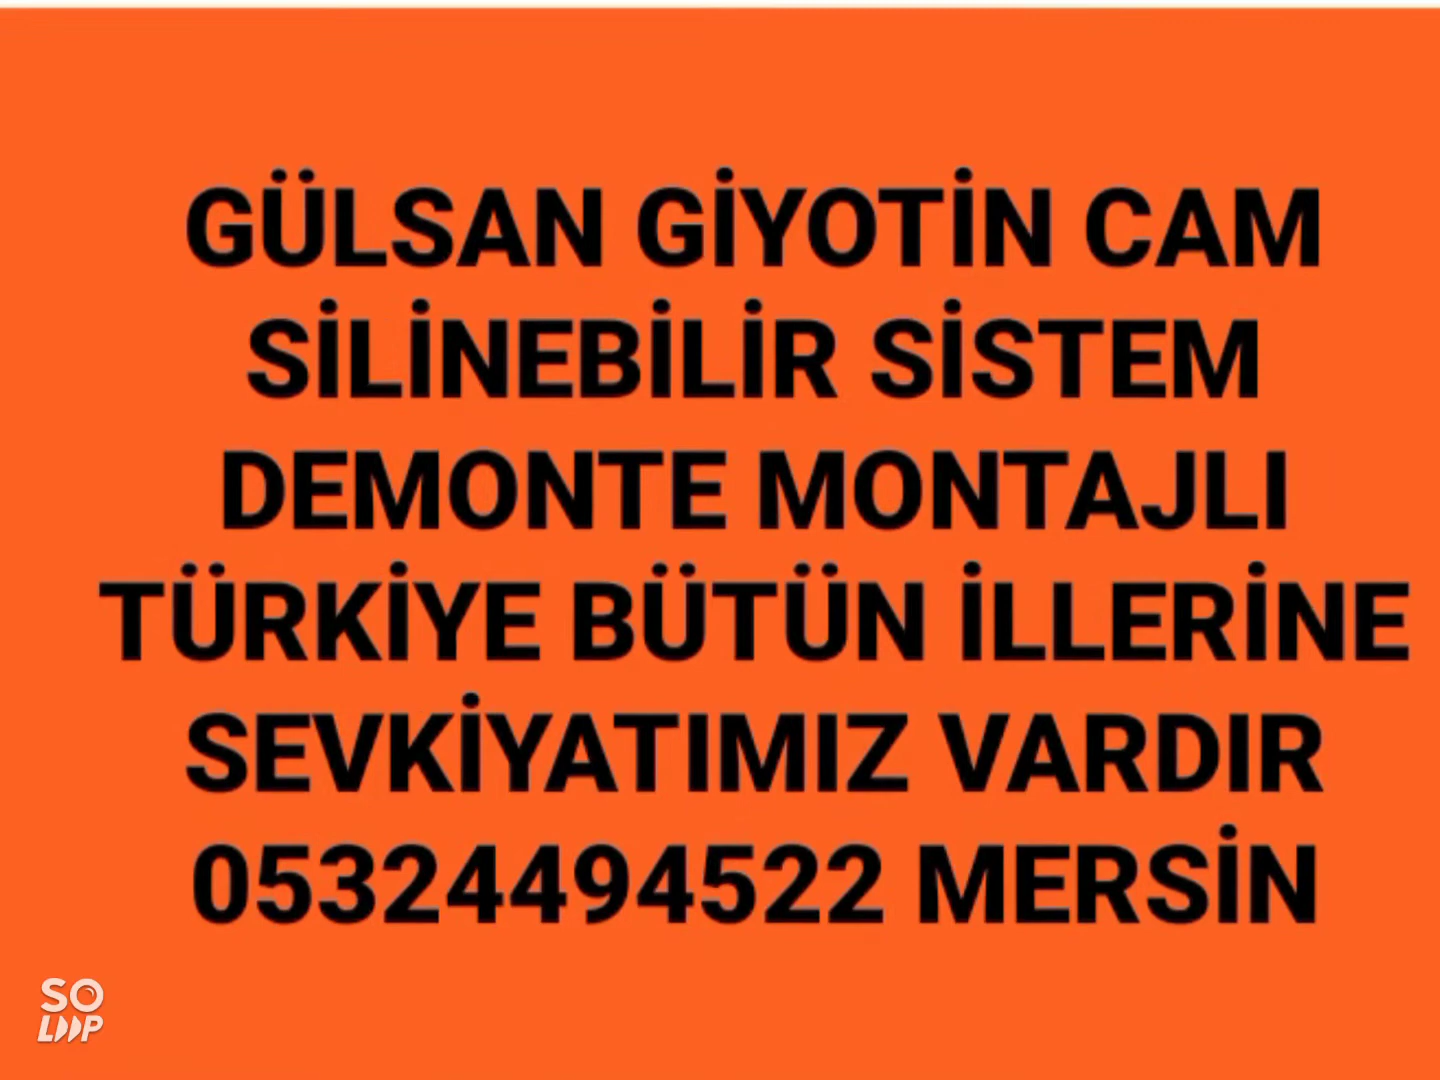 GÜLSAN GİYOTİN CAM
SİLİNEBİLİR SİSTEM
DEMONTE MONTAJLI
TÜRKİYE BÜTÜN İLLERİNE
SEVKİYATIMIZ VARDIR
05324494522 MERSİN
SO
LOOP